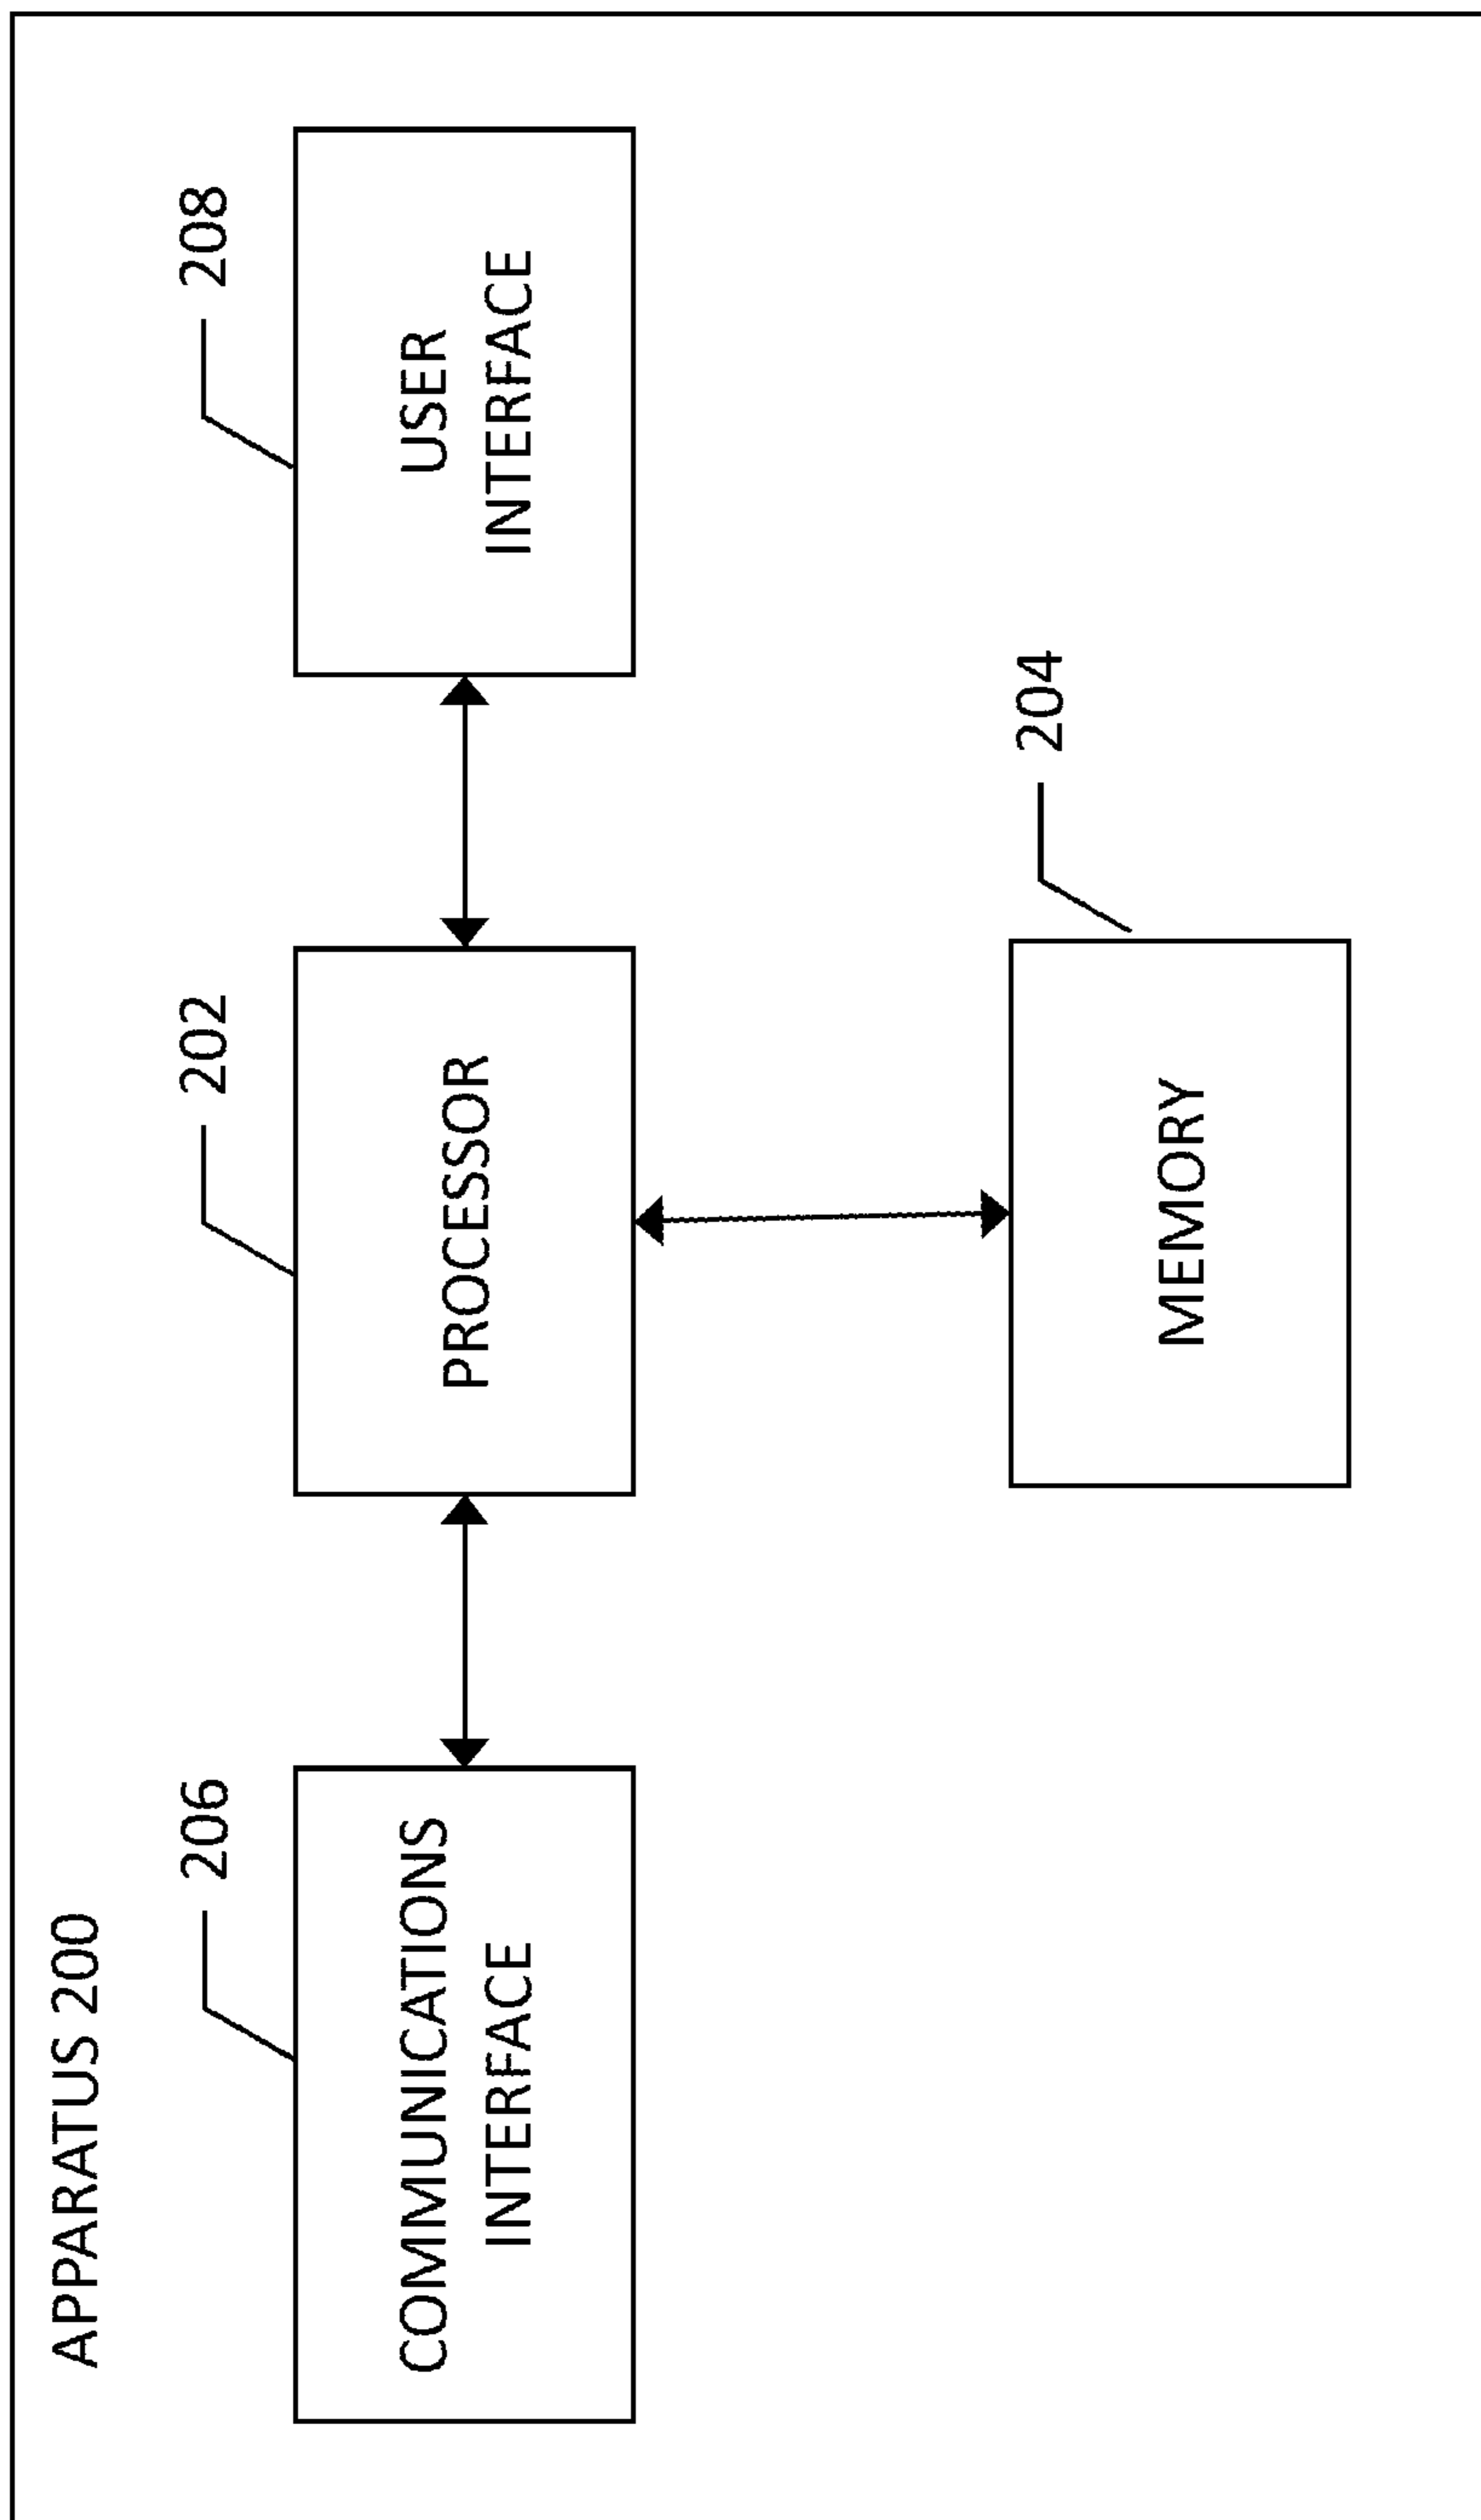 APPARATUS 200
206
202
208
COMMUNICATIONS
INTERFACE
PROCESSOR
USER
INTERFACE
204
MEMORY